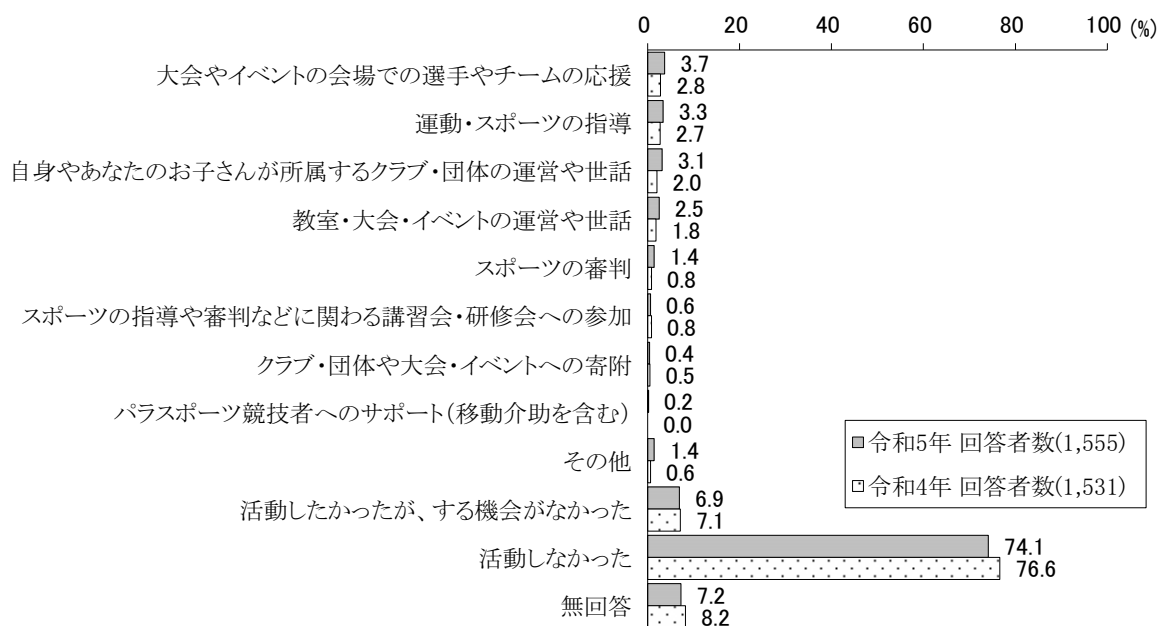 0 20 40 60 80 100 (%)
大会やイベントの会場での選手やチームの応援 3.7
2.8
運動・スポーツの指導 3.3
2.7
自身やあなたのお子さんが所属するクラブ・団体の運営や世話 3.1
2.0
教室・大会・イベントの運営や世話 2.5
1.8
スポーツの審判 1.4
0.8
スポーツの指導や審判などに関わる講習会・研修会への参加 0.6
0.8
クラブ・団体や大会・イベントへの寄附 0.4
0.5
パラスポーツ競技者へのサポート(移動介助を含む) 0.2
0.0
その他 1.4
0.6
活動したかったが、する機会がなかった 6.9
7.1
活動しなかった 74.1
76.6
無回答 7.2
8.2
令和5年 回答者数(1,555)
令和4年 回答者数(1,531)